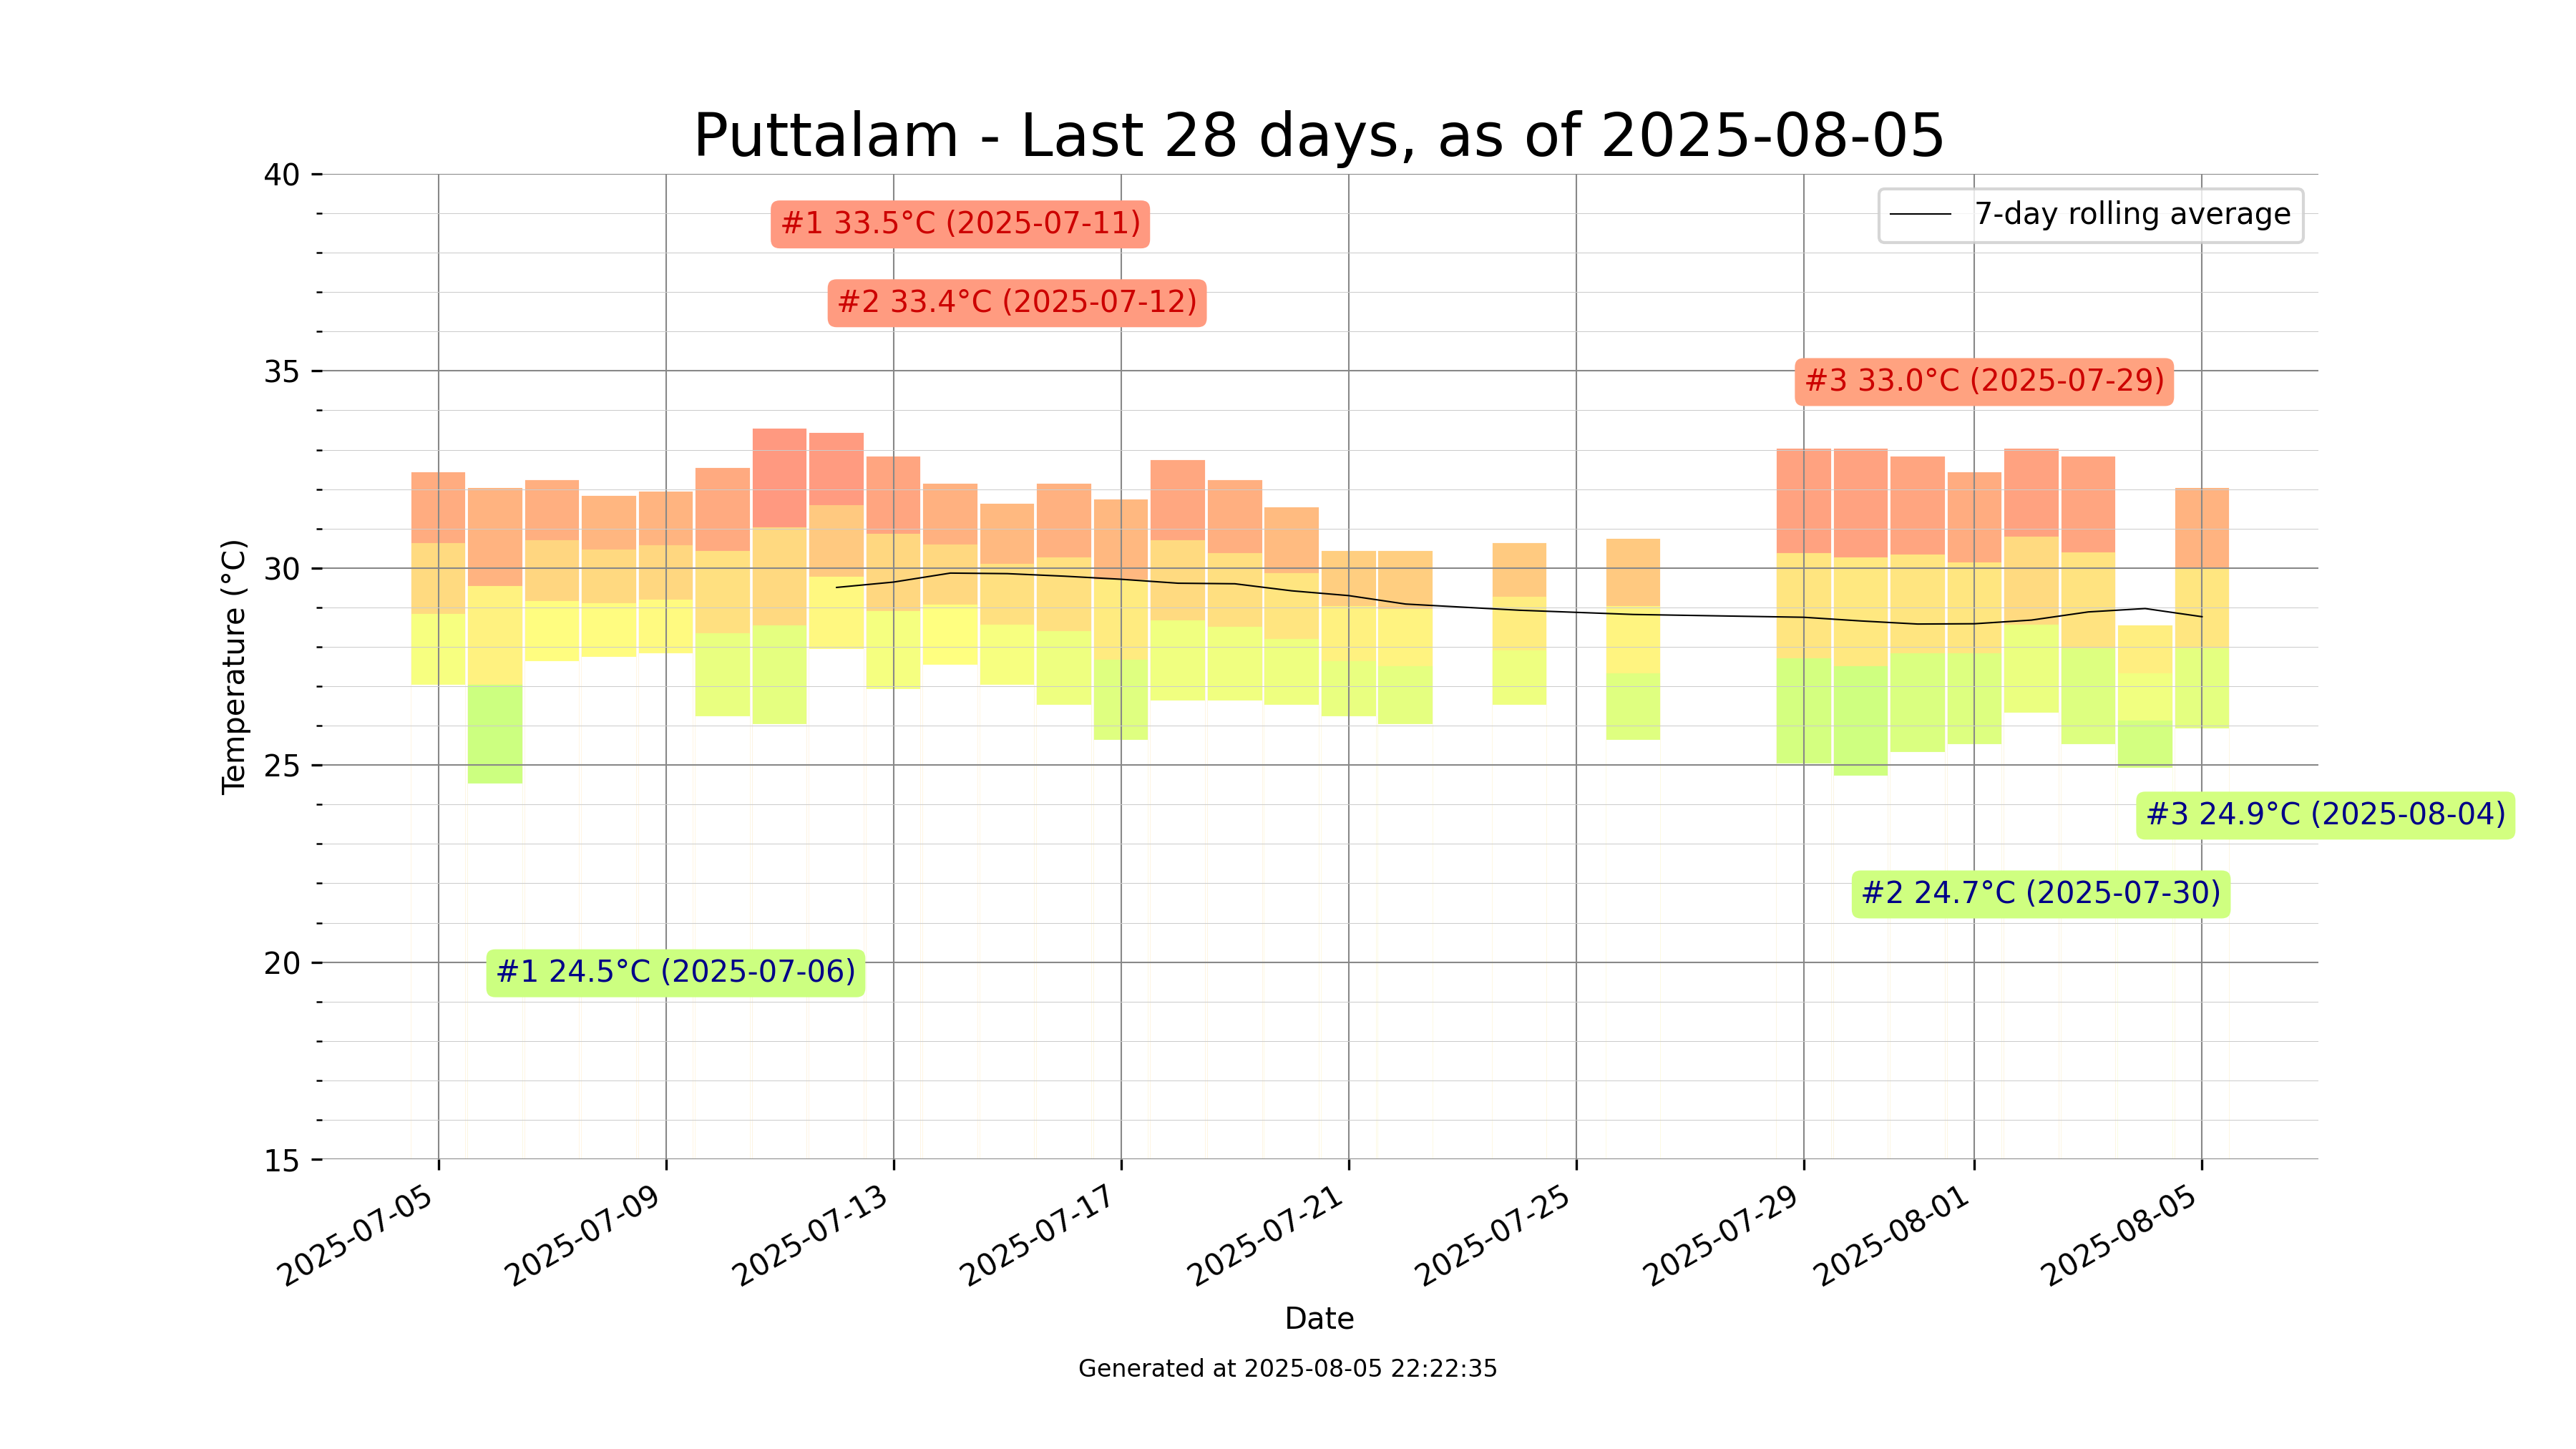 Puttalam - Last 28 days, as of 2025-08-05
40
35
30
25
20
15
Temperature (°C)
7-day rolling average
#1 33.5°C (2025-07-11)
#2 33.4°C (2025-07-12)
#3 33.0°C (2025-07-29)
#3 24.9°C (2025-08-04)
#2 24.7°C (2025-07-30)
#1 24.5°C (2025-07-06)
2025-07-05
2025-07-09
2025-07-13
2025-07-17
2025-07-21
2025-07-25
2025-07-29
2025-08-01
2025-08-05
Date
Generated at 2025-08-05 22:22:35